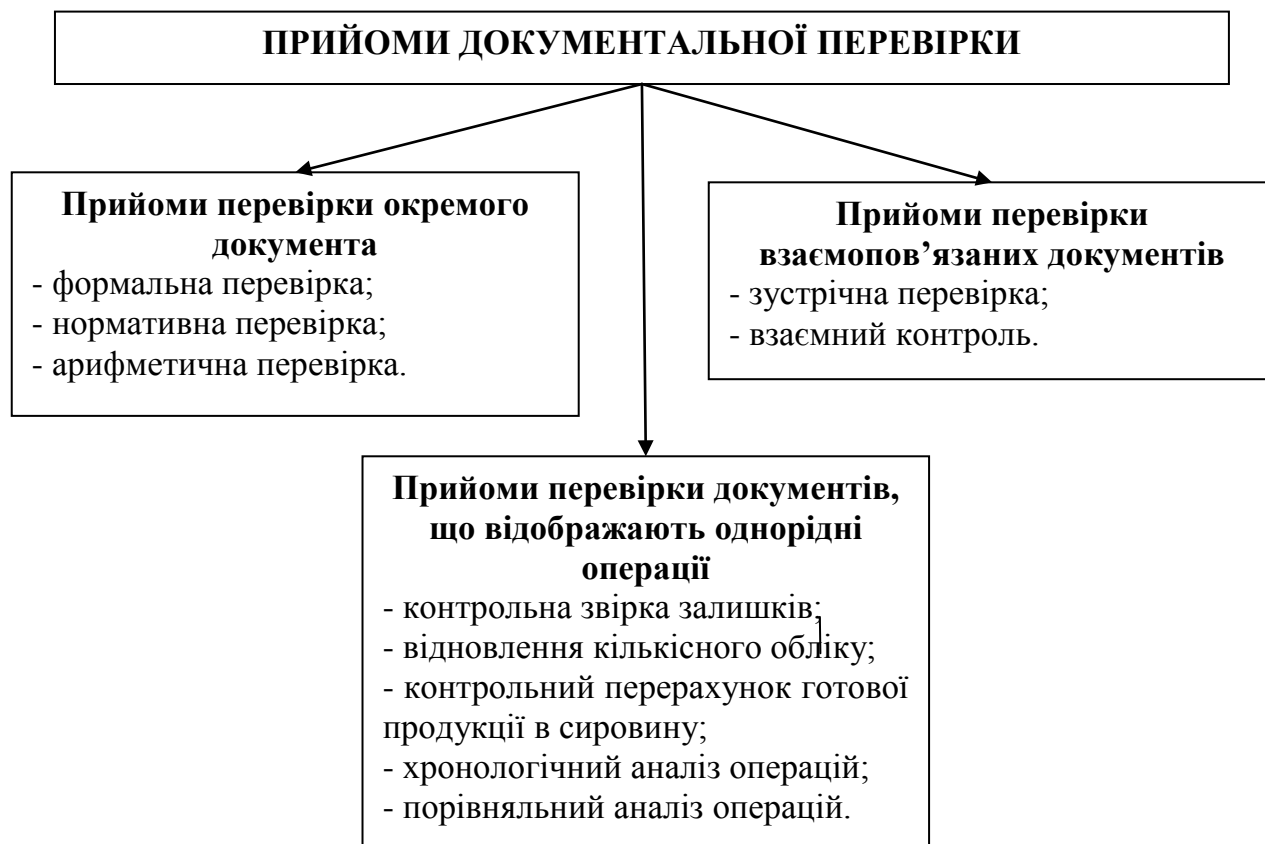 ПРИЙОМИ ДОКУМЕНТАЛЬНОЇ ПЕРЕВІРКИ
Прийоми перевірки окремого
документа
- формальна перевірка;
- нормативна перевірка;
- арифметична перевірка.
Прийоми перевірки
взаємопов’язаних документів
- зустрічна перевірка;
- взаємний контроль.
Прийоми перевірки документів,
що відображають однорідні
операції
- контрольна звірка залишків;
- відновлення кількісного обліку;
- контрольний перерахунок готової
продукції в сировину;
- хронологічний аналіз операцій;
- порівняльний аналіз операцій.